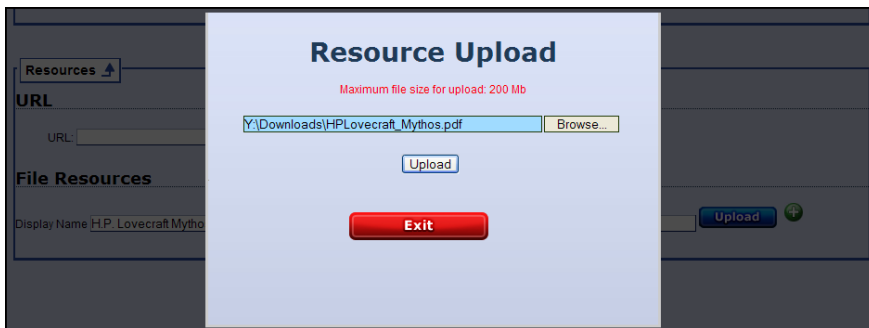 Resource Upload
Maximum file size for upload: 200 Mb
Resources
URL
Y:\Downloads\HPLovecraft_Mythos.pdf Browse...
URL:
Upload
File Resources
Display Name H.P. Lovecraft Mytho Upload
Exit